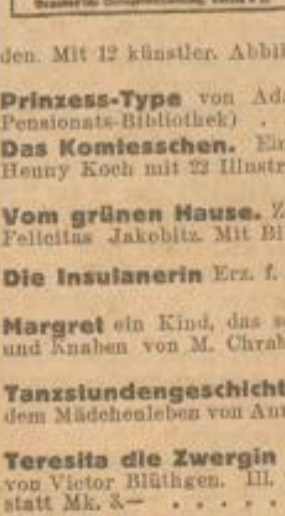 den. Mit 12 künstler. Abbil
Prinzess-Type von Ada
Pensionats-Bibliothek) .
Das Komtesschen. Ein
Henny Koch mit 22 Illustr
Vom grünen Hause. Z
Felicitas Jakobitz. Mit Bi
Die Insulanerin Erz. f.
Margret ein Kind, das s
und Knaben von M. Chrab
Tanzstundengeschicht
dem Mädchenleben von Ann
Teresita die Zwergin
von Victor Blüthgen. Ill.
statt Mk. 3.— . . . . .